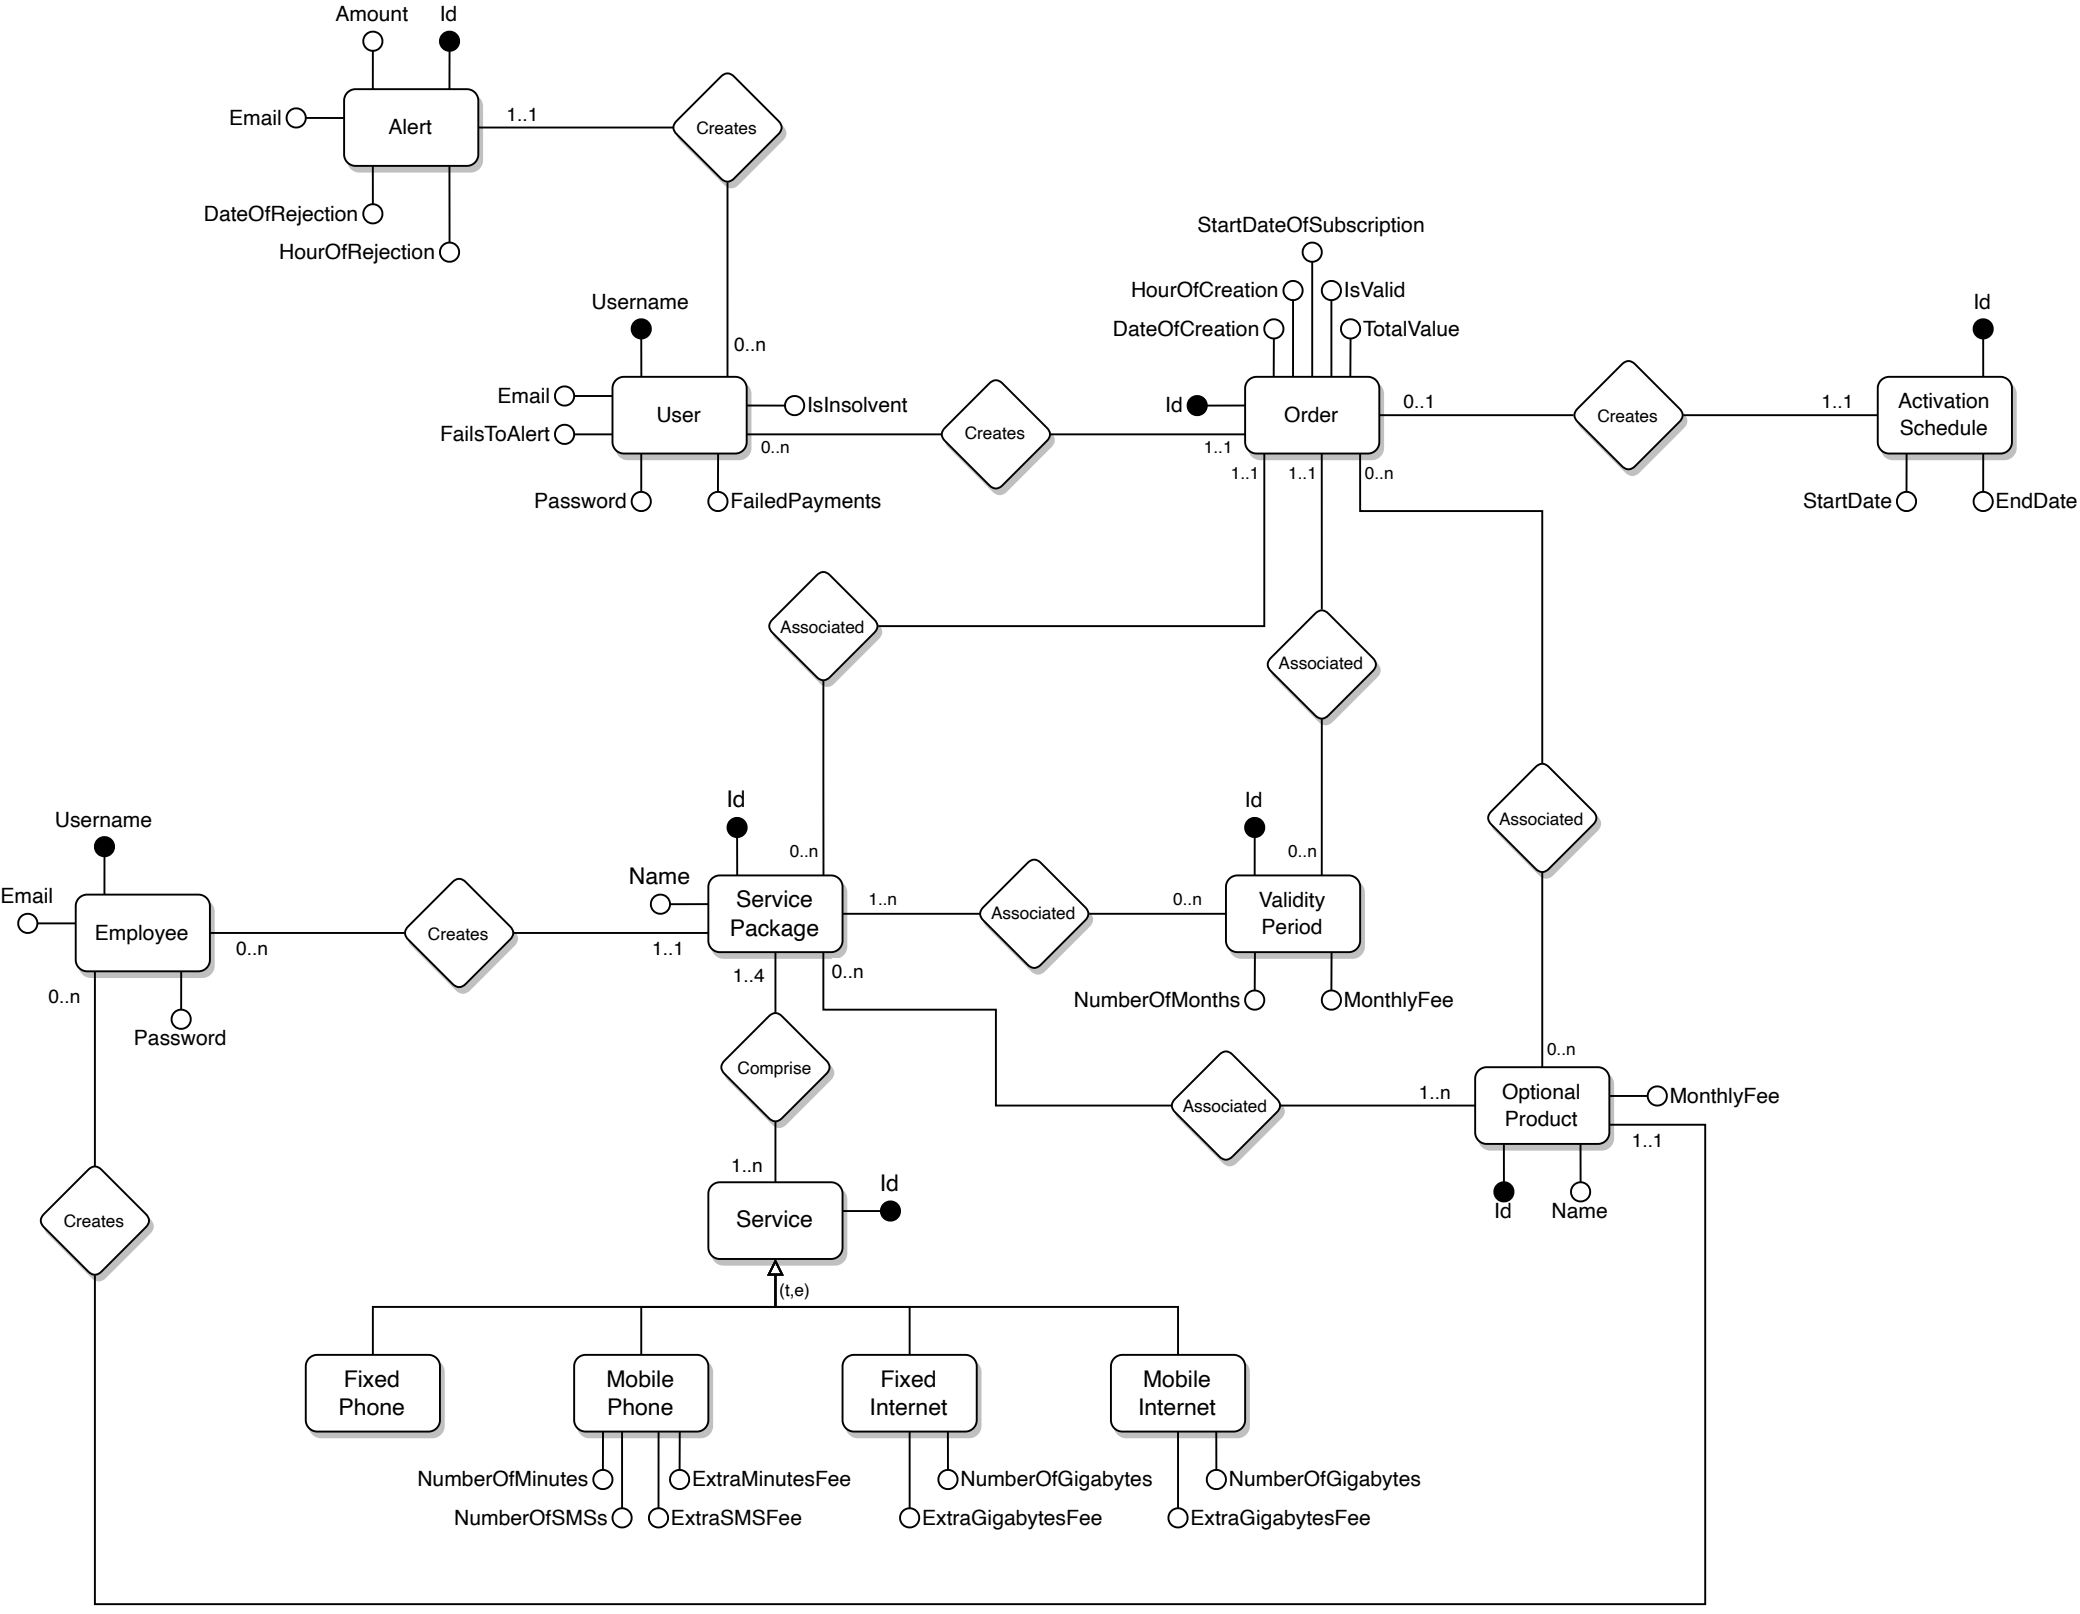 Amount
Id
Email
Alert
1..1
Creates
DateOfRejection
HourOfRejection
StartDateOfSubscription
HourOfCreation
IsValid
DateOfCreation
TotalValue
Username
Id
0..n
Email
User
IsInsolvent
Id
Order
0..1
Creates
1..1
Activation
Schedule
FailsToAlert
0..n
Creates
1..1
1..1
1..1
0..n
Password
FailedPayments
StartDate
EndDate
Associated
Associated
Associated
Username
Id
Id
0..n
0..n
Email
Name
Employee
0..n
Creates
1..1
Service
Package
1..n
Associated
0..n
Validity
Period
0..n
1..4
0..n
NumberOfMonths
MonthlyFee
Password
Comprise
0..n
Associated
1..n
Optional
Product
MonthlyFee
1..1
1..n
Id
Id
Name
Creates
Service
(t,e)
Fixed
Phone
Mobile
Phone
Fixed
Internet
Mobile
Internet
NumberOfMinutes
ExtraMinutesFee
NumberOfGigabytes
NumberOfGigabytes
NumberOfSMSs
ExtraSMSFee
ExtraGigabytesFee
ExtraGigabytesFee